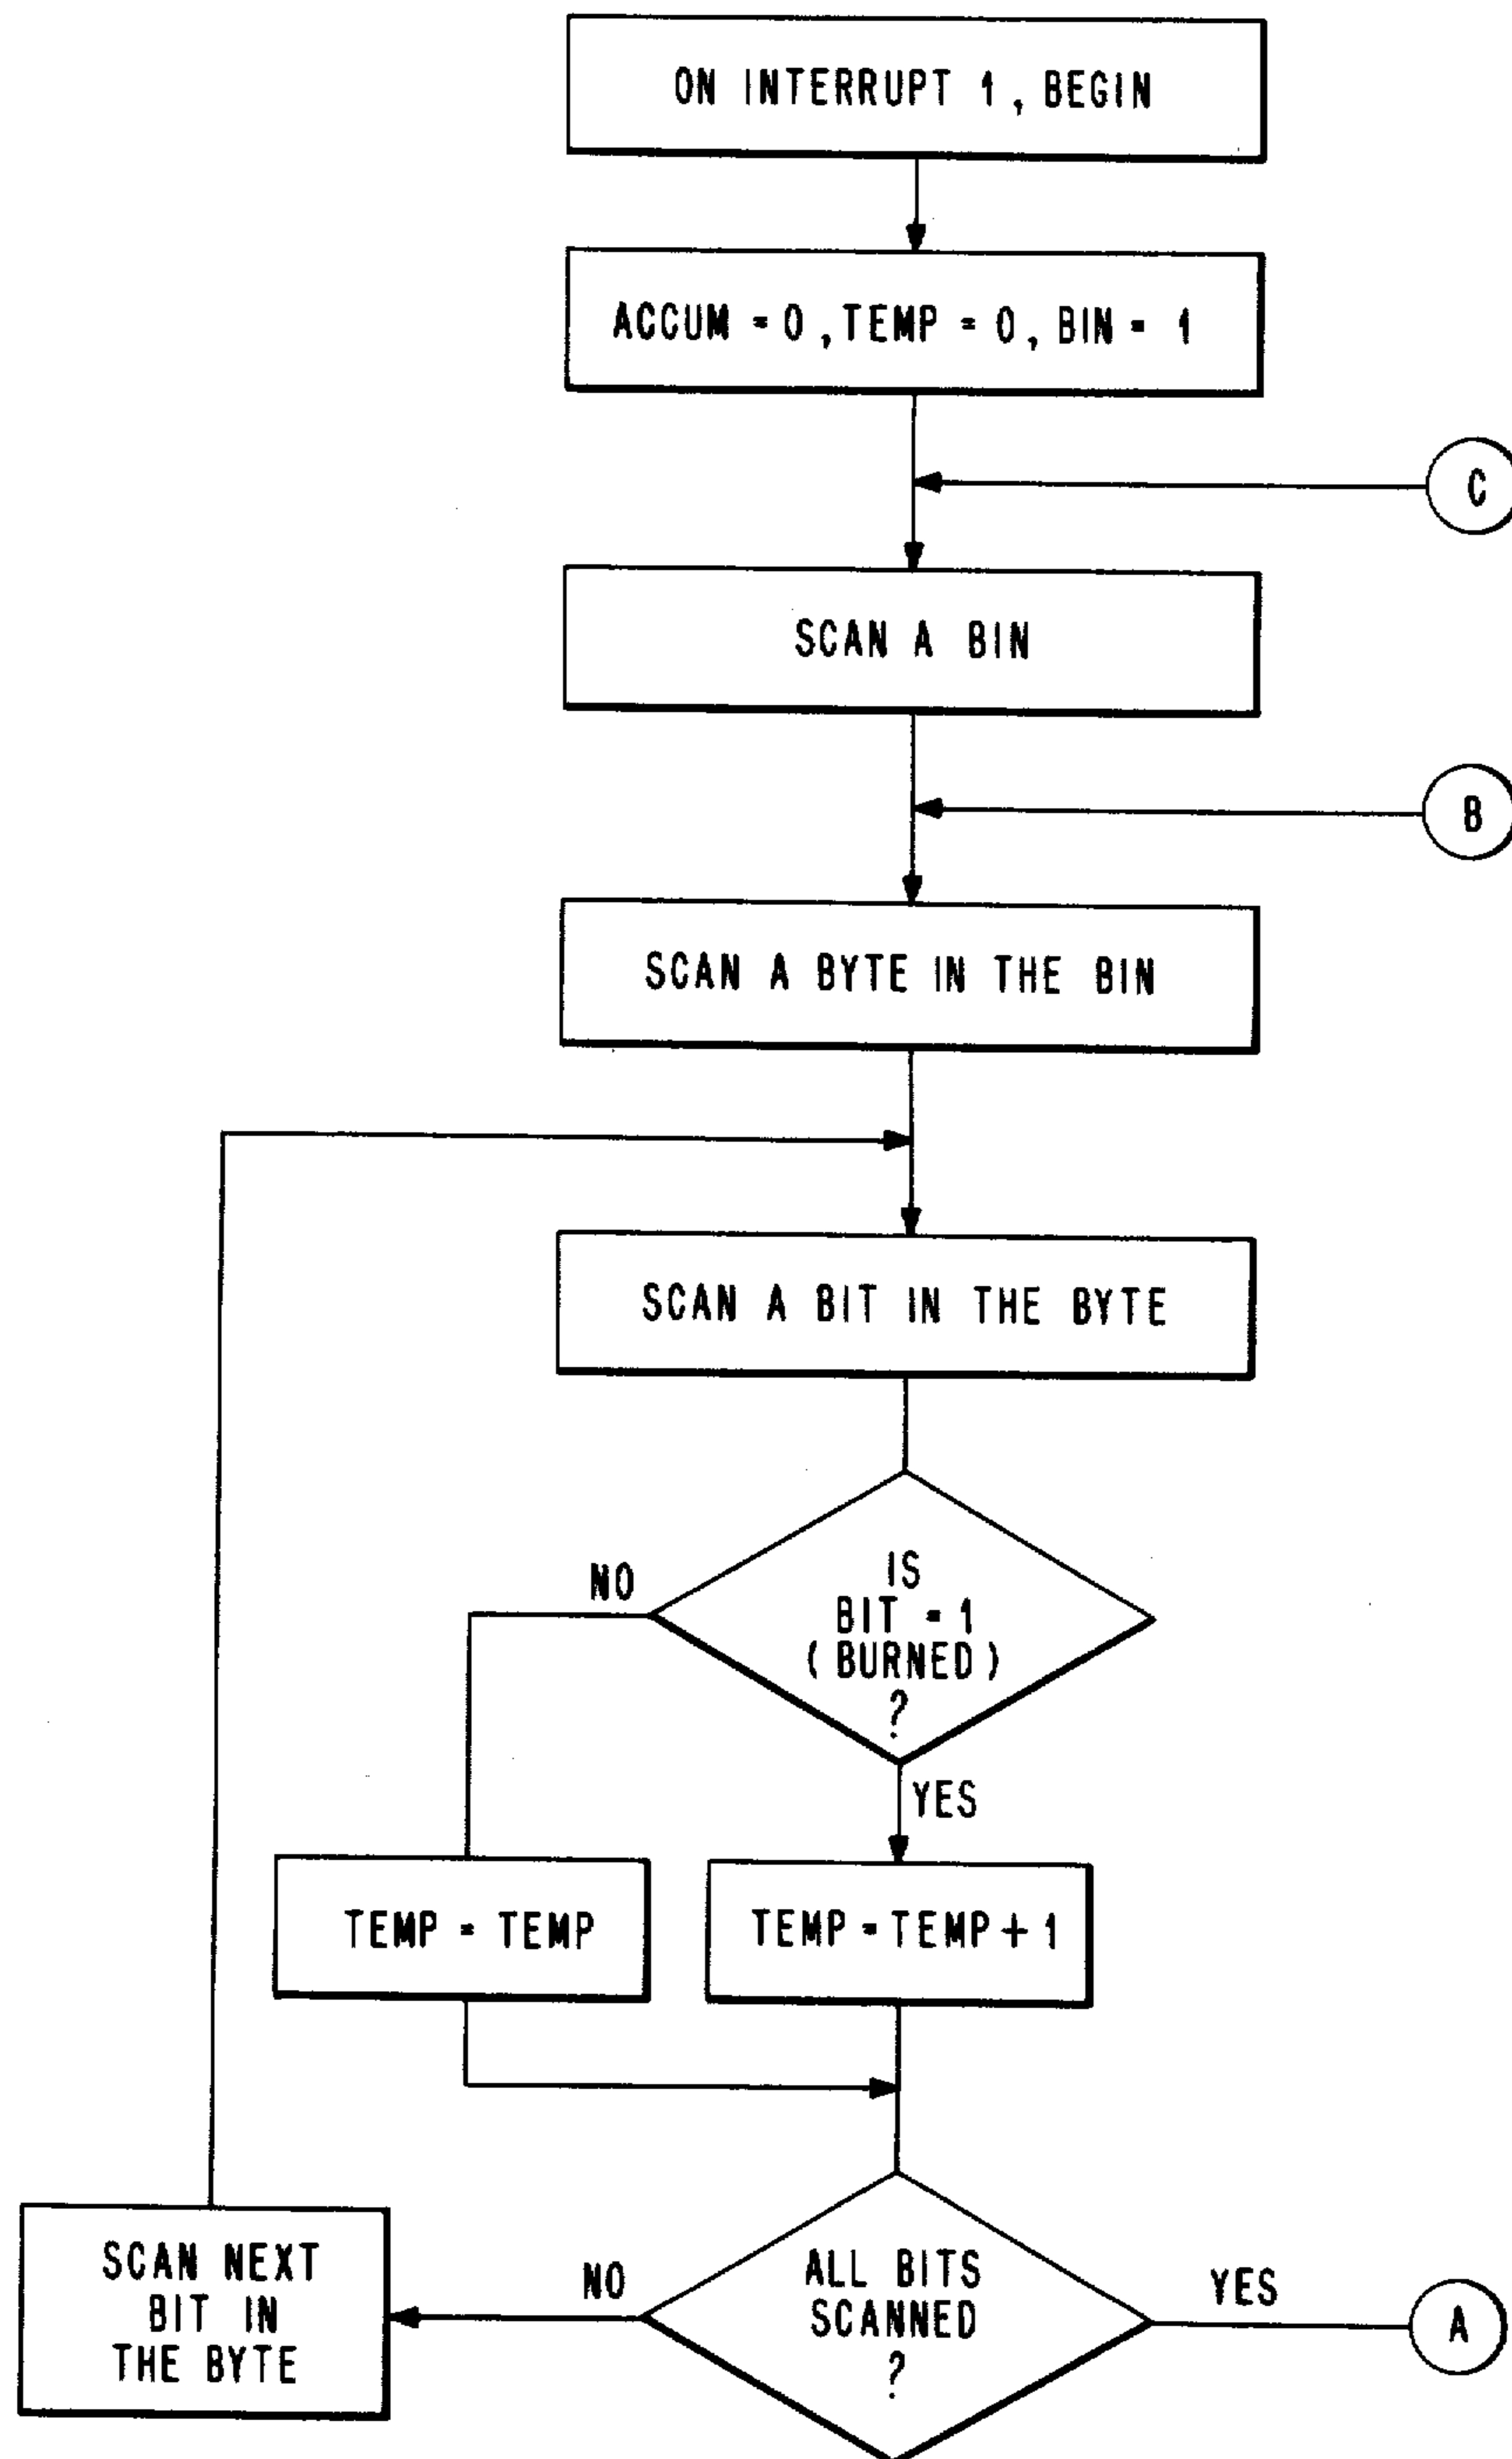 ON INTERRUPT 1, BEGIN
ACCUM = 0, TEMP = 0, BIN = 1
C
SCAN A BIN
B
SCAN A BYTE IN THE BIN
SCAN A BIT IN THE BYTE
NO
IS
BIT = 1
(BURNED)
?
YES
TEMP = TEMP
TEMP = TEMP + 1
SCAN NEXT
BIT IN
THE BYTE
NO
ALL BITS
SCANNED
?
YES
A